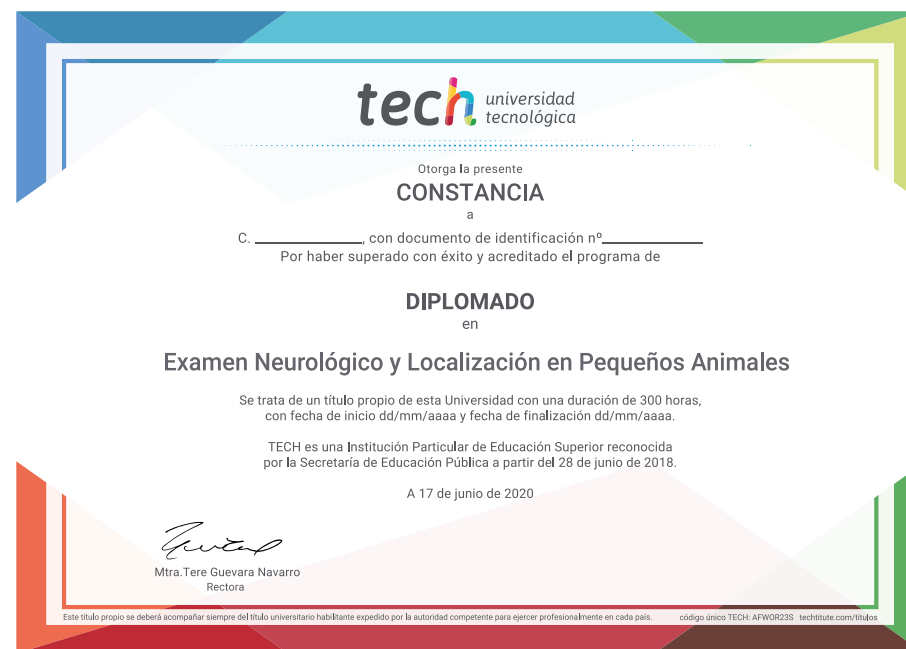 tech universidad
tecnológica
Otorga la presente
CONSTANCIA
a
C. ____________, con documento de identificación nº____________
Por haber superado con éxito y acreditado el programa de
DIPLOMADO
en
Examen Neurológico y Localización en Pequeños Animales
Se trata de un título propio de esta Universidad con una duración de 300 horas,
con fecha de inicio dd/mm/aaaa y fecha de finalización dd/mm/aaaa.
TECH es una Institución Particular de Educación Superior reconocida
por la Secretaría de Educación Pública a partir del 28 de junio de 2018.
A 17 de junio de 2020
Mtra.Tere Guevara Navarro
Rectora
Este título propio se deberá acompañar siempre del título universitario habilitante expedido por la autoridad competente para ejercer profesionalmente en cada país. código único TECH: AFWOR23S techtitute.com/titulos